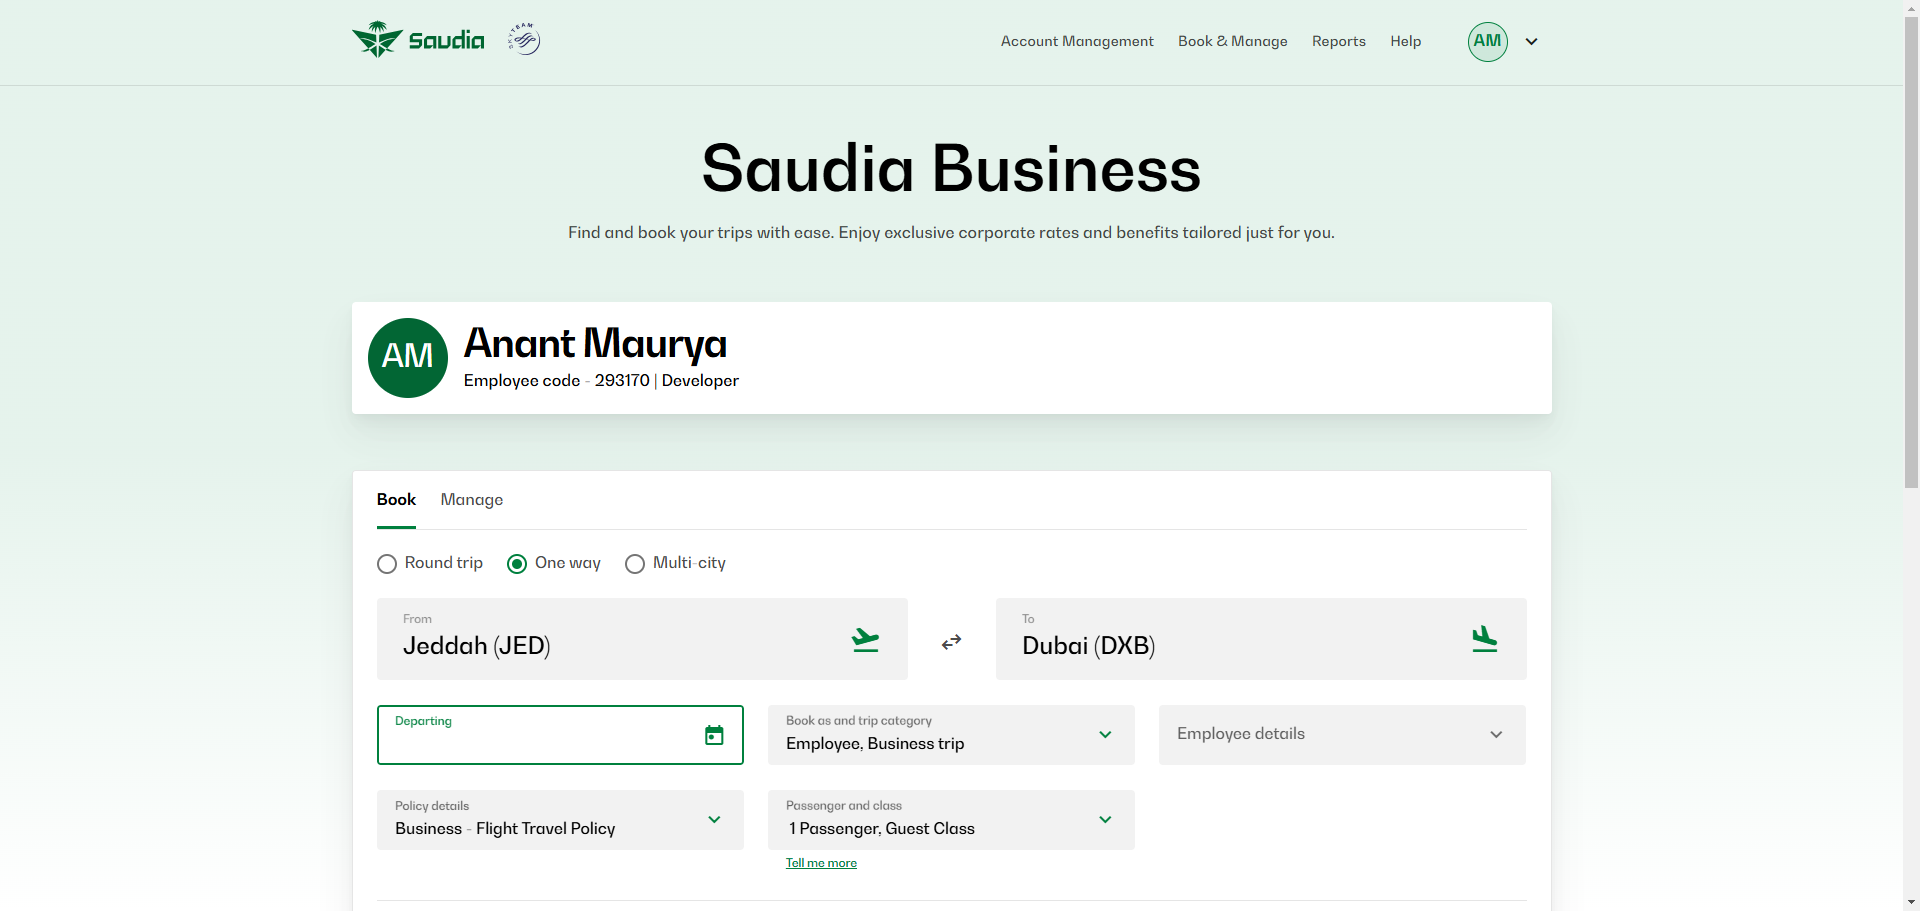 Saudia
SKYTEAM
Account Management
Book & Manage
Reports
Help
AM
Saudia Business
Find and book your trips with ease. Enjoy exclusive corporate rates and benefits tailored just for you.
AM
Anant Maurya
Employee code - 293170 | Developer
Book
Manage
Round trip
One way
Multi-city
From
Jeddah (JED)
To
Dubai (DXB)
Departing
Book as and trip category
Employee, Business trip
Employee details
Policy details
Business - Flight Travel Policy
Passenger and class
1 Passenger, Guest Class
Tell me more